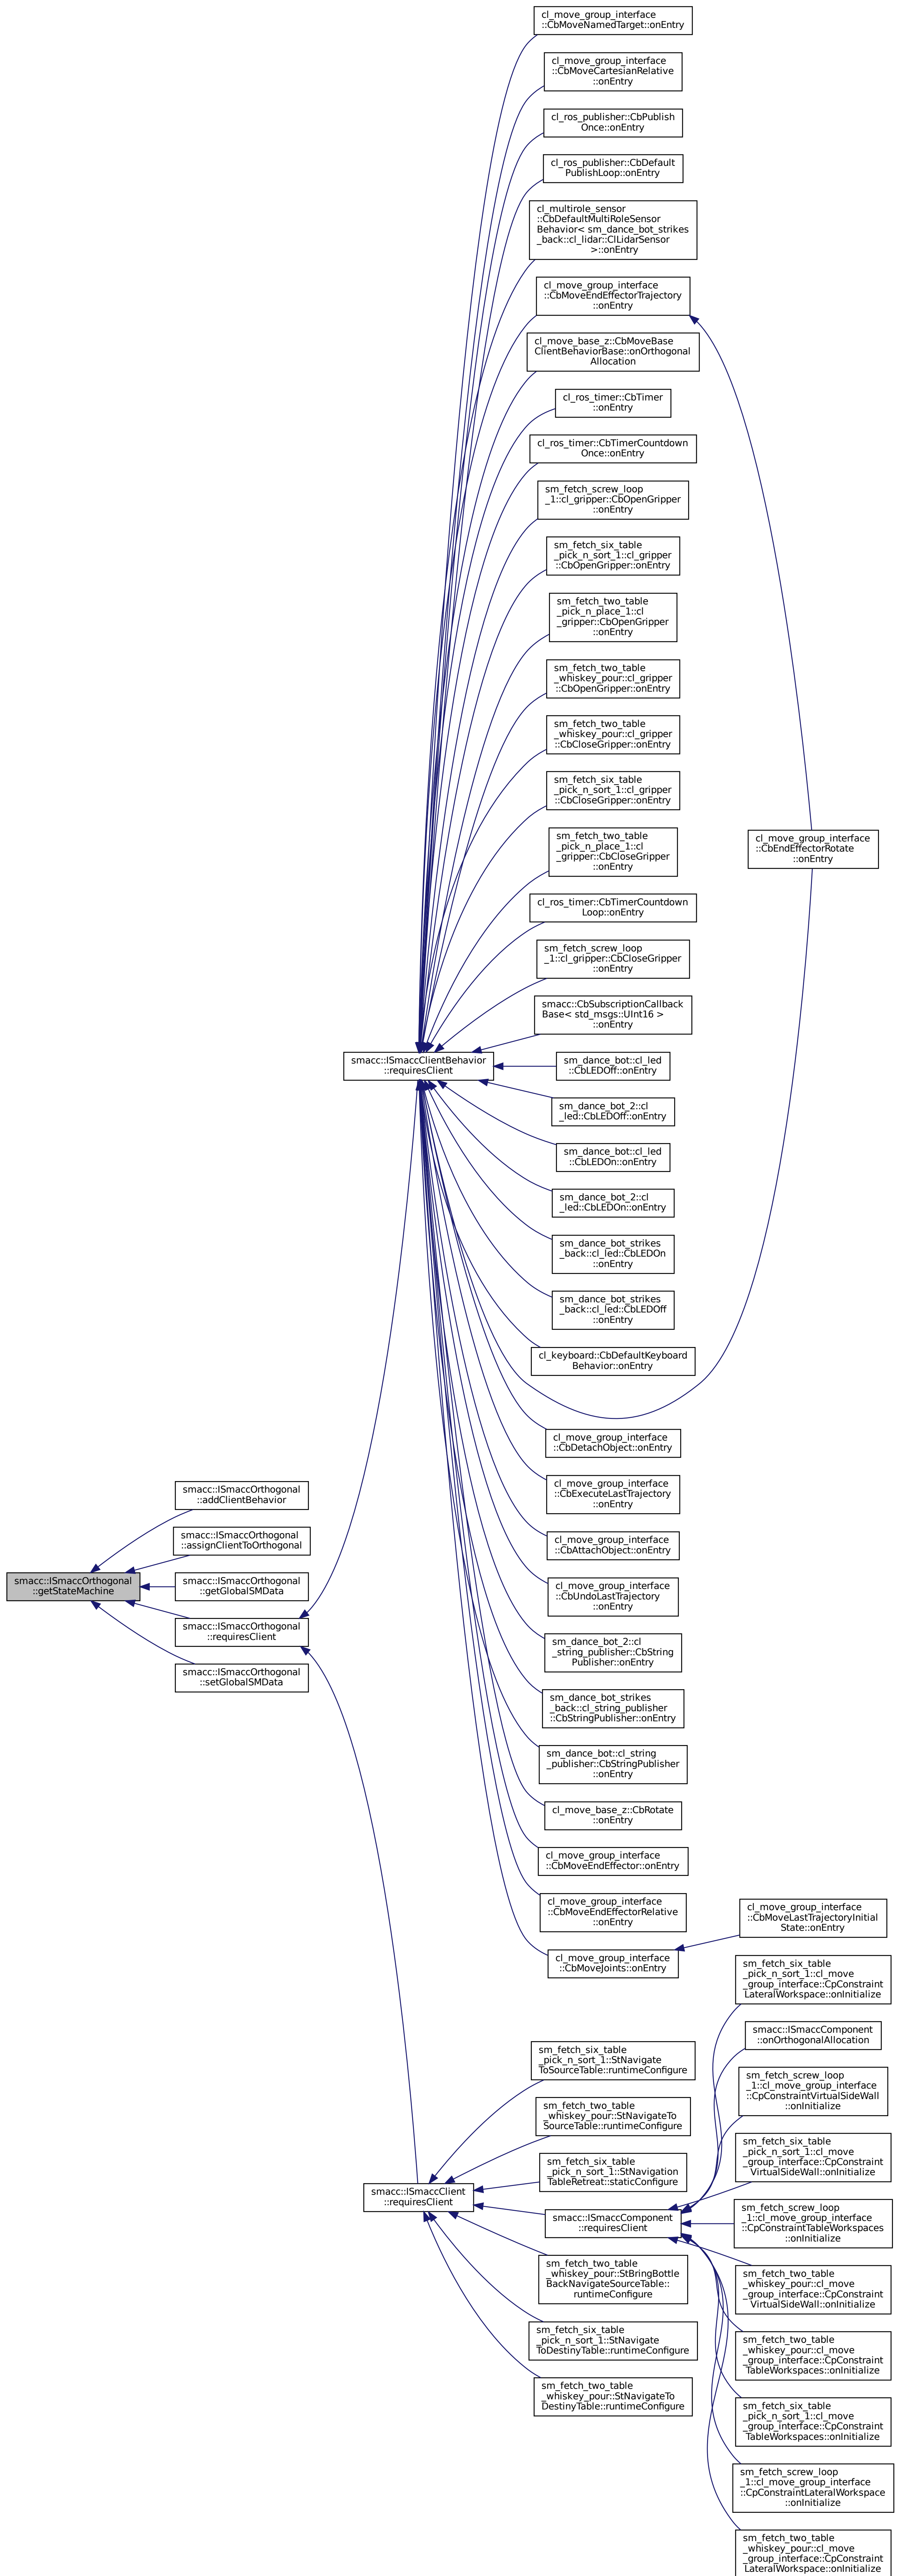 cl_move_group_interface
::CbMoveNamedTarget::onEntry
cl_move_group_interface
::CbMoveCartesianRelative
::onEntry
cl_ros_publisher::CbPublish
Once::onEntry
cl_ros_publisher::CbDefault
PublishLoop::onEntry
cl_multirole_sensor
::CbDefaultMultiRoleSensor
Behavior< sm_dance_bot_strikes
_back::cl_lidar::ClLidarSensor
>::onEntry
cl_move_group_interface
::CbMoveEndEffectorTrajectory
::onEntry
cl_move_base_z::CbMoveBase
ClientBehaviorBase::onOrthogonal
Allocation
cl_ros_timer::CbTimer
::onEntry
cl_ros_timer::CbTimerCountdown
Once::onEntry
sm_fetch_screw_loop
_1::cl_gripper::CbOpenGripper
::onEntry
sm_fetch_six_table
_pick_n_sort_1::cl_gripper
::CbOpenGripper::onEntry
sm_fetch_two_table
_pick_n_place_1::cl
_gripper::CbOpenGripper
::onEntry
sm_fetch_two_table
_whiskey_pour::cl_gripper
::CbOpenGripper::onEntry
sm_fetch_two_table
_whiskey_pour::cl_gripper
::CbCloseGripper::onEntry
sm_fetch_six_table
_pick_n_sort_1::cl_gripper
::CbCloseGripper::onEntry
sm_fetch_two_table
_pick_n_place_1::cl
_gripper::CbCloseGripper
::onEntry
cl_move_group_interface
::CbEndEffectorRotate
::onEntry
cl_ros_timer::CbTimerCountdown
Loop::onEntry
sm_fetch_screw_loop
_1::cl_gripper::CbCloseGripper
::onEntry
smacc::CbSubscriptionCallback
Base< std_msgs::UInt16 >
::onEntry
smacc::ISmaccClientBehavior
::requiresClient
sm_dance_bot::cl_led
::CbLEDOff::onEntry
sm_dance_bot_2::cl
_led::CbLEDOff::onEntry
sm_dance_bot::cl_led
::CbLEDOn::onEntry
sm_dance_bot_2::cl
_led::CbLEDOn::onEntry
sm_dance_bot_strikes
_back::cl_led::CbLEDOn
::onEntry
sm_dance_bot_strikes
_back::cl_led::CbLEDOff
::onEntry
cl_keyboard::CbDefaultKeyboard
Behavior::onEntry
cl_move_group_interface
::CbDetachObject::onEntry
cl_move_group_interface
::CbExecuteLastTrajectory
::onEntry
cl_move_group_interface
::CbAttachObject::onEntry
cl_move_group_interface
::CbUndoLastTrajectory
::onEntry
smacc::ISmaccOrthogonal
::addClientBehavior
smacc::ISmaccOrthogonal
::assignClientToOrthogonal
smacc::ISmaccOrthogonal
::getStateMachine
smacc::ISmaccOrthogonal
::getGlobalSMData
smacc::ISmaccOrthogonal
::requiresClient
smacc::ISmaccOrthogonal
::setGlobalSMData
sm_dance_bot_2::cl
_string_publisher::CbString
Publisher::onEntry
sm_dance_bot_strikes
_back::cl_string_publisher
::CbStringPublisher::onEntry
sm_dance_bot::cl_string
_publisher::CbStringPublisher
::onEntry
cl_move_base_z::CbRotate
::onEntry
cl_move_group_interface
::CbMoveEndEffector::onEntry
cl_move_group_interface
::CbMoveEndEffectorRelative
::onEntry
cl_move_group_interface
::CbMoveJoints::onEntry
cl_move_group_interface
::CbMoveLastTrajectoryInitial
State::onEntry
sm_fetch_six_table
_pick_n_sort_1::cl_move
_group_interface::CpConstraint
LateralWorkspace::onInitialize
smacc::ISmaccComponent
::onOrthogonalAllocation
sm_fetch_screw_loop
_1::cl_move_group_interface
::CpConstraintVirtualSideWall
::onInitialize
sm_fetch_six_table
_pick_n_sort_1::cl_move
_group_interface::CpConstraint
VirtualSideWall::onInitialize
sm_fetch_screw_loop
_1::cl_move_group_interface
::CpConstraintTableWorkspaces
::onInitialize
sm_fetch_two_table
_whiskey_pour::cl_move
_group_interface::CpConstraint
VirtualSideWall::onInitialize
sm_fetch_two_table
_whiskey_pour::cl_move
_group_interface::CpConstraint
TableWorkspaces::onInitialize
sm_fetch_six_table
_pick_n_sort_1::cl_move
_group_interface::CpConstraint
TableWorkspaces::onInitialize
sm_fetch_screw_loop
_1::cl_move_group_interface
::CpConstraintLateralWorkspace
::onInitialize
sm_fetch_two_table
_whiskey_pour::cl_move
_group_interface::CpConstraint
LateralWorkspace::onInitialize
sm_fetch_six_table
_pick_n_sort_1::StNavigate
ToSourceTable::runtimeConfigure
sm_fetch_two_table
_whiskey_pour::StNavigateTo
SourceTable::runtimeConfigure
sm_fetch_six_table
_pick_n_sort_1::StNavigation
TableRetreat::staticConfigure
smacc::ISmaccClient
::requiresClient
smacc::ISmaccComponent
::requiresClient
sm_fetch_two_table
_whiskey_pour::StBringBottle
BackNavigateSourceTable::
runtimeConfigure
sm_fetch_six_table
_pick_n_sort_1::StNavigate
ToDestinyTable::runtimeConfigure
sm_fetch_two_table
_whiskey_pour::StNavigateTo
DestinyTable::runtimeConfigure